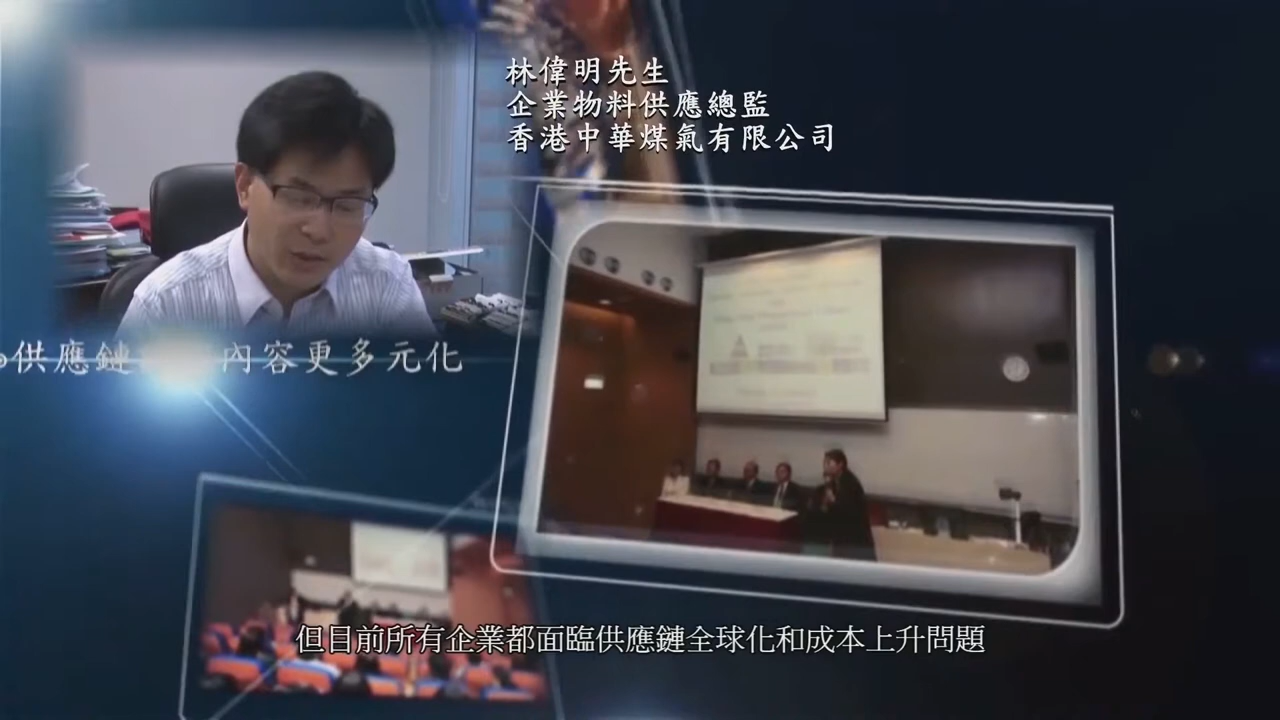 林偉明先生
企業物料供應總監
香港中華煤氣有限公司
供應鏈 內容更多元化
但目前所有企業都面臨供應鏈全球化和成本上升問題